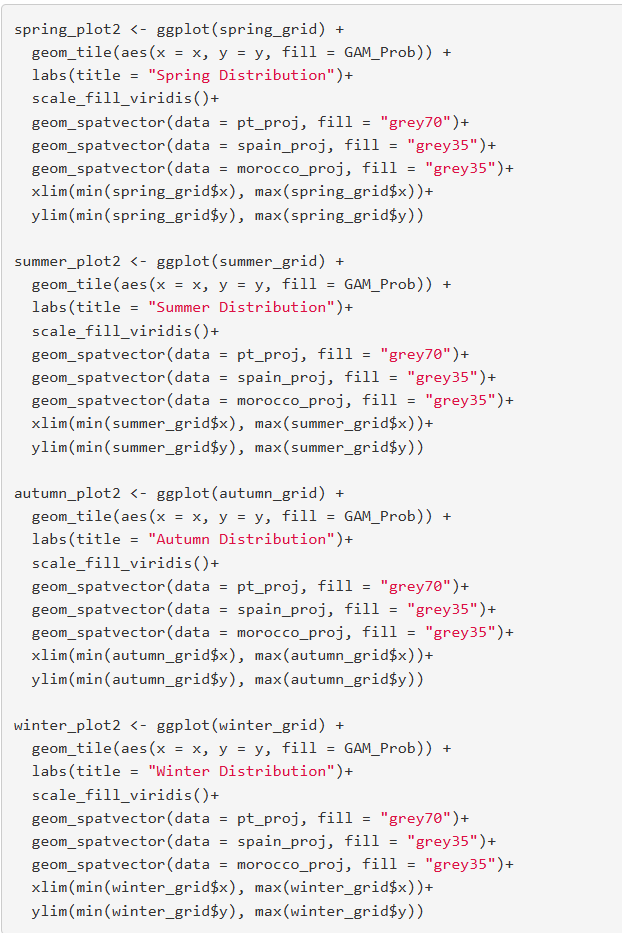 spring_plot2 <- ggplot(spring_grid) +
  geom_tile(aes(x = x, y = y, fill = GAM_Prob)) +
  labs(title = "Spring Distribution")+
  scale_fill_viridis()+
  geom_spatvector(data = pt_proj, fill = "grey70")+
  geom_spatvector(data = spain_proj, fill = "grey35")+
  geom_spatvector(data = morocco_proj, fill = "grey35")+
  xlim(min(spring_grid$x), max(spring_grid$x))+
  ylim(min(spring_grid$y), max(spring_grid$y))

summer_plot2 <- ggplot(summer_grid) +
  geom_tile(aes(x = x, y = y, fill = GAM_Prob)) +
  labs(title = "Summer Distribution")+
  scale_fill_viridis()+
  geom_spatvector(data = pt_proj, fill = "grey70")+
  geom_spatvector(data = spain_proj, fill = "grey35")+
  geom_spatvector(data = morocco_proj, fill = "grey35")+
  xlim(min(summer_grid$x), max(summer_grid$x))+
  ylim(min(summer_grid$y), max(summer_grid$y))

autumn_plot2 <- ggplot(autumn_grid) +
  geom_tile(aes(x = x, y = y, fill = GAM_Prob)) +
  labs(title = "Autumn Distribution")+
  scale_fill_viridis()+
  geom_spatvector(data = pt_proj, fill = "grey70")+
  geom_spatvector(data = spain_proj, fill = "grey35")+
  geom_spatvector(data = morocco_proj, fill = "grey35")+
  xlim(min(autumn_grid$x), max(autumn_grid$x))+
  ylim(min(autumn_grid$y), max(autumn_grid$y))

winter_plot2 <- ggplot(winter_grid) +
  geom_tile(aes(x = x, y = y, fill = GAM_Prob)) +
  labs(title = "Winter Distribution")+
  scale_fill_viridis()+
  geom_spatvector(data = pt_proj, fill = "grey70")+
  geom_spatvector(data = spain_proj, fill = "grey35")+
  geom_spatvector(data = morocco_proj, fill = "grey35")+
  xlim(min(winter_grid$x), max(winter_grid$x))+
  ylim(min(winter_grid$y), max(winter_grid$y))